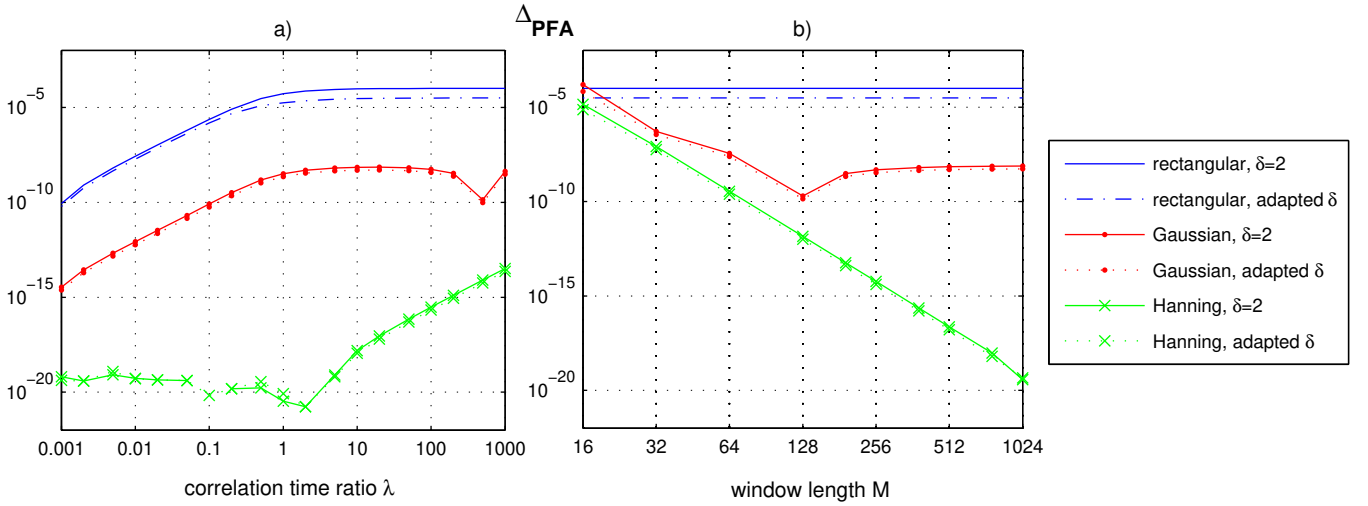 Δ_PFA
a)
10^−5
10^−10
10^−15
10^−20
0.001 0.01 0.1 1 10 100 1000
correlation time ratio λ
b)
10^−5
10^−10
10^−15
10^−20
16 32 64 128 256 512 1024
window length M
rectangular, δ=2
rectangular, adapted δ
Gaussian, δ=2
Gaussian, adapted δ
Hanning, δ=2
Hanning, adapted δ